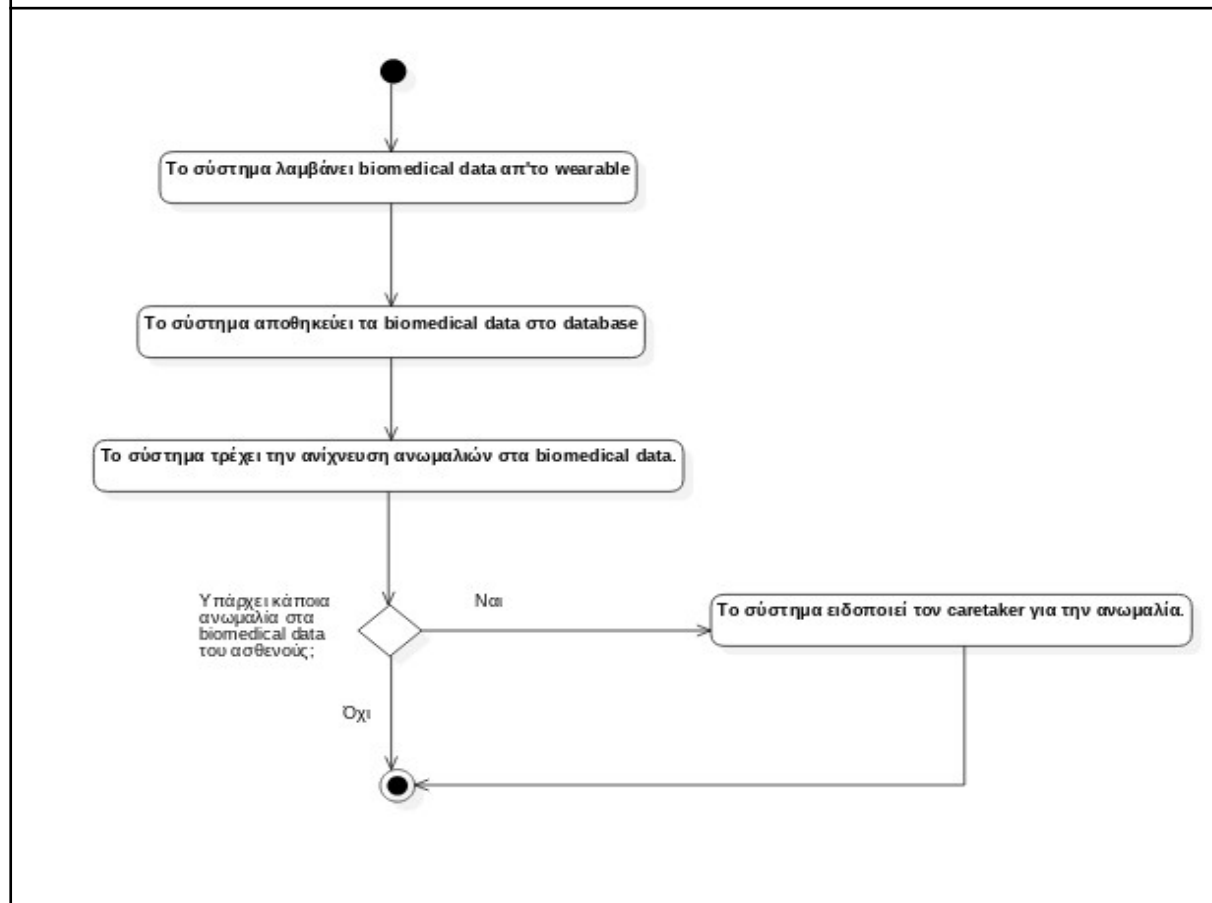 Το σύστημα λαμβάνει biomedical data απ'το wearable
Το σύστημα αποθηκεύει τα biomedical data στο database
Το σύστημα τρέχει την ανίχνευση ανωμαλιών στα biomedical data.
Υπάρχει κάποια
ανωμαλία στα
biomedical data
του ασθενούς;
Ναι
Το σύστημα ειδοποιεί τον caretaker για την ανωμαλία.
Όχι